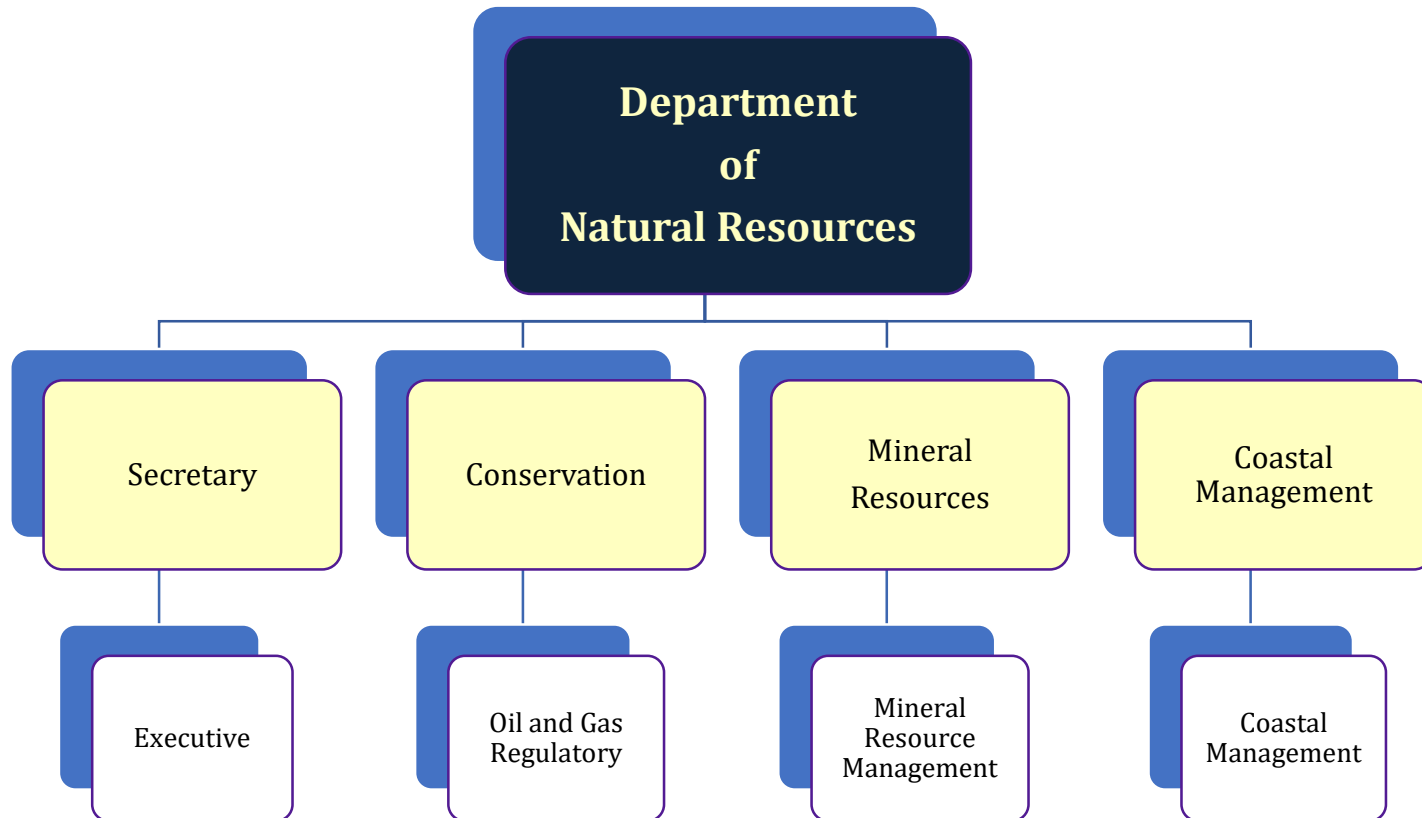 Department
of
Natural Resources
Secretary
Conservation
Mineral
Resources
Coastal
Management
Executive
Oil and Gas
Regulatory
Mineral
Resource
Management
Coastal
Management